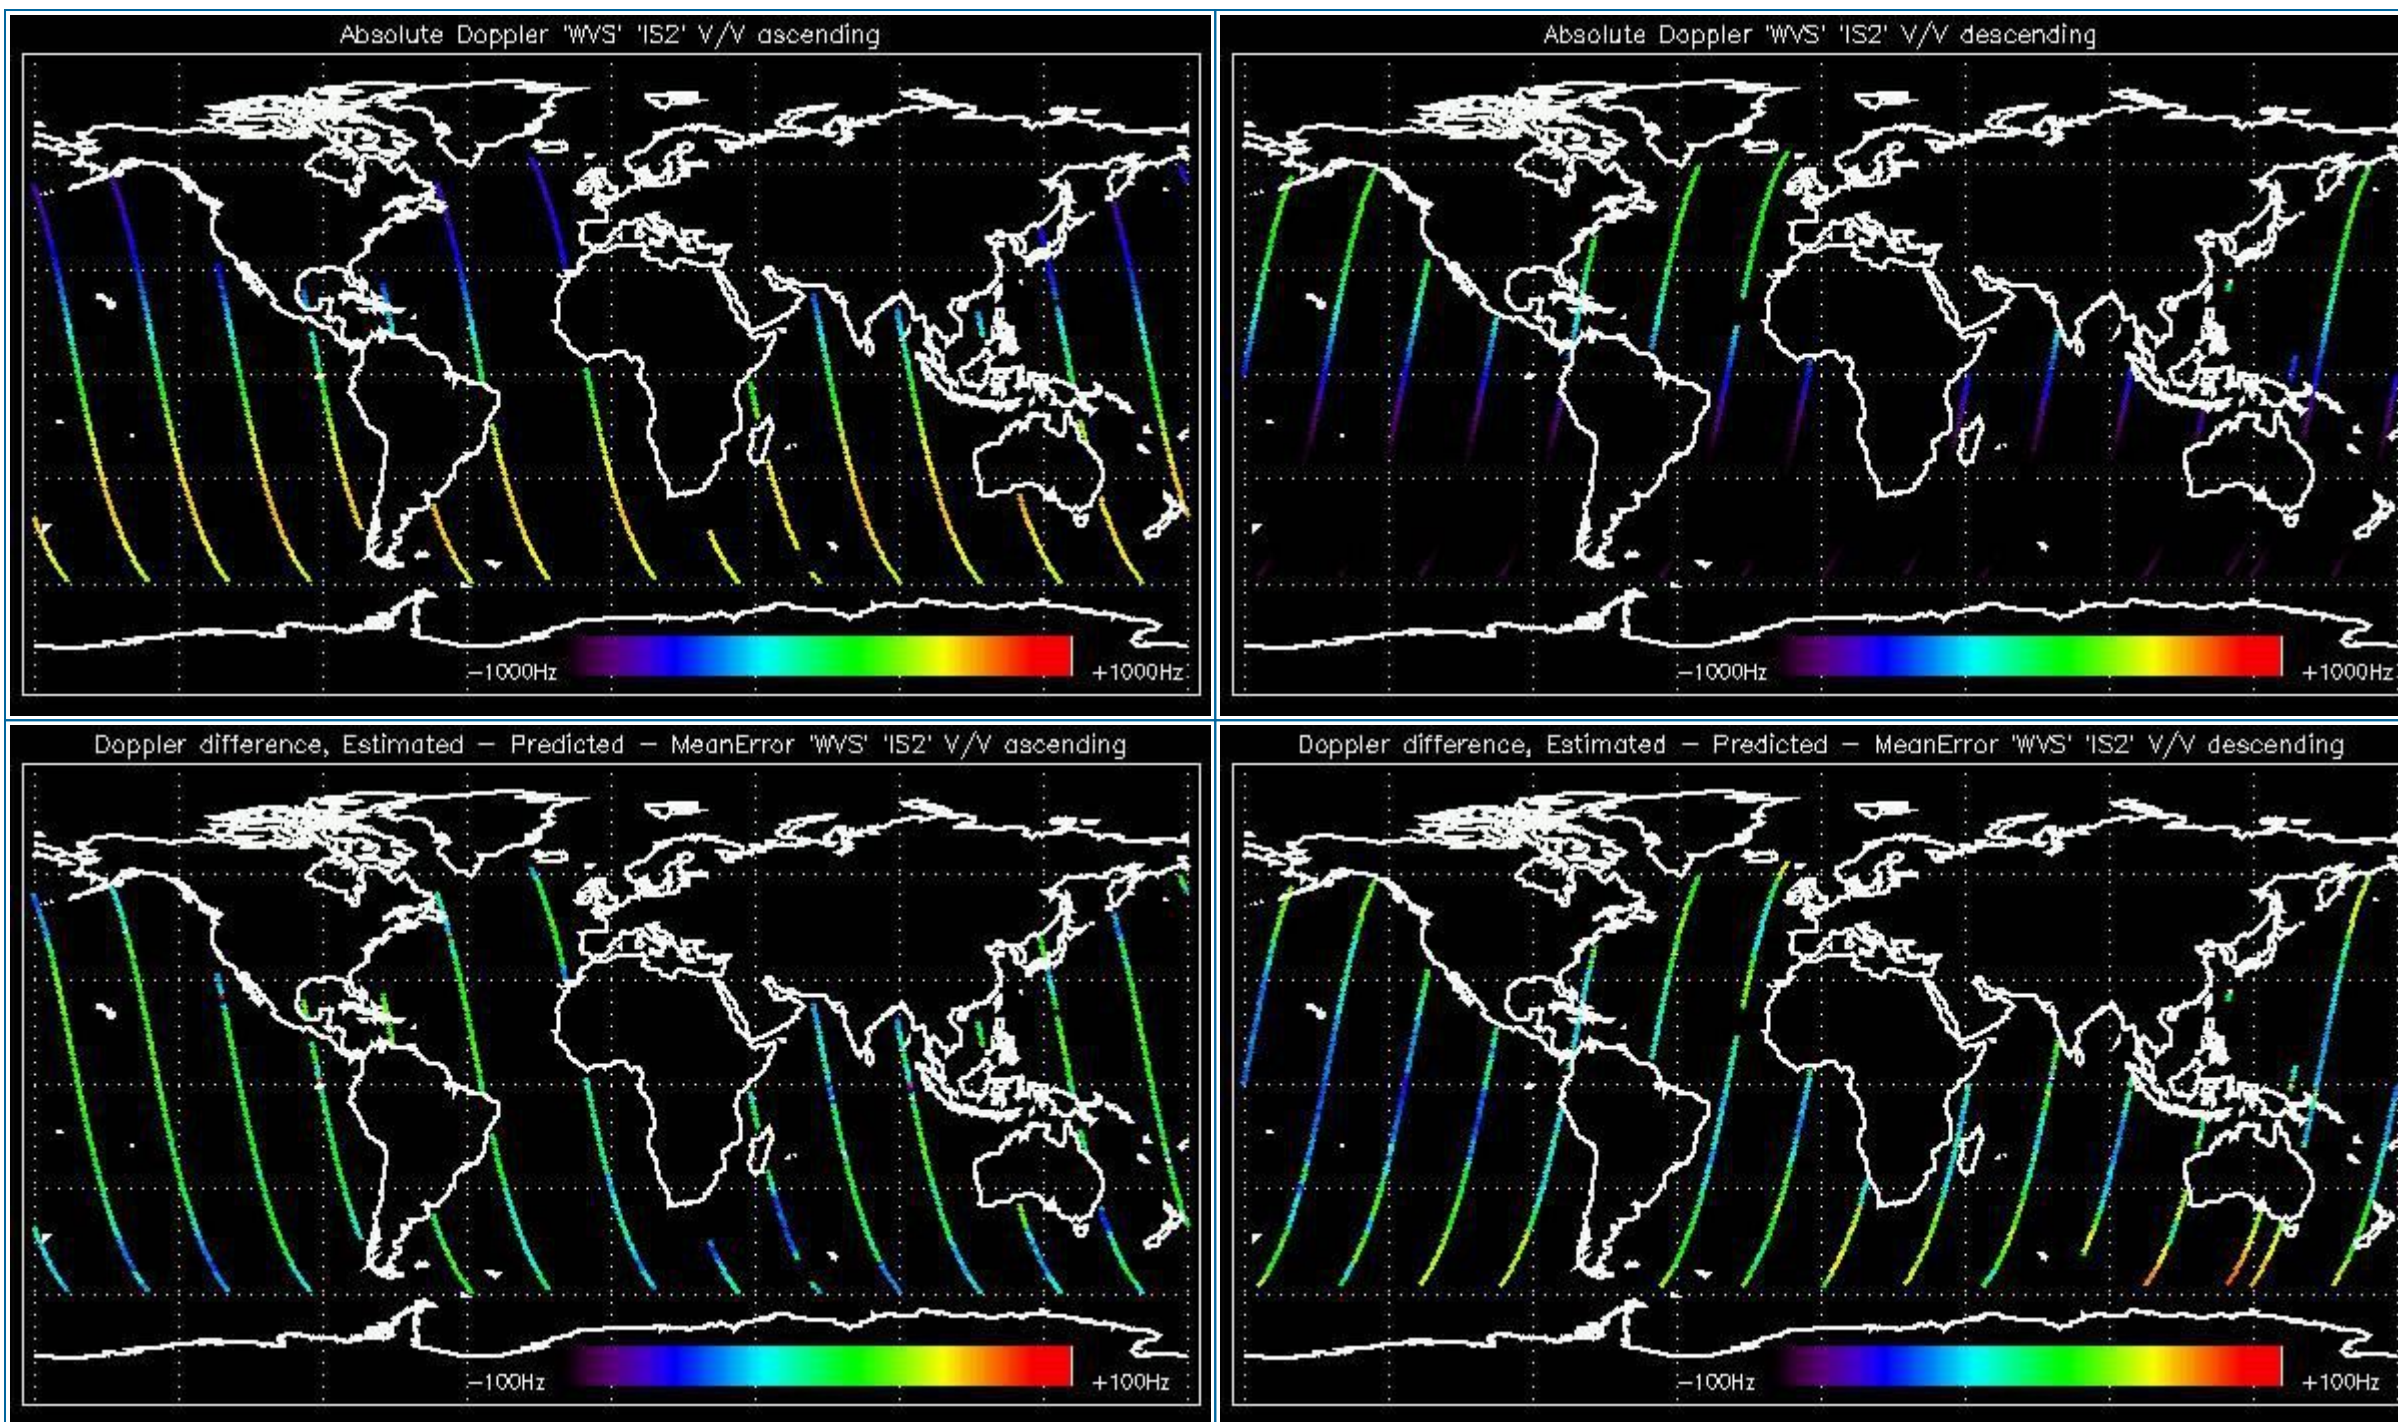 Absolute Doppler 'WVS' 'IS2' V/V ascending
-1000Hz
+1000Hz
Absolute Doppler 'WVS' 'IS2' V/V descending
-1000Hz
+1000Hz
Doppler difference, Estimated - Predicted - MeanError 'WVS' 'IS2' V/V ascending
-100Hz
+100Hz
Doppler difference, Estimated - Predicted - MeanError 'WVS' 'IS2' V/V descending
-100Hz
+100Hz